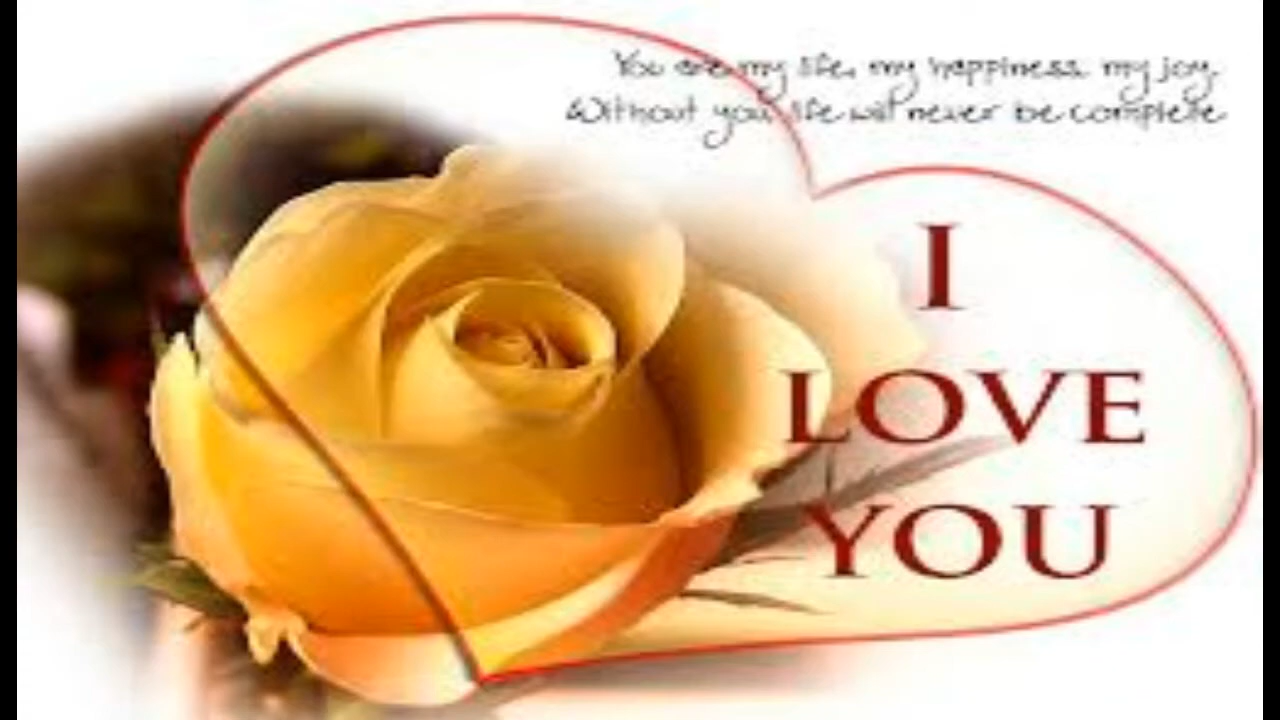 You are my life, my happiness, my joy.
Without you, life will never be complete
I
LOVE
YOU